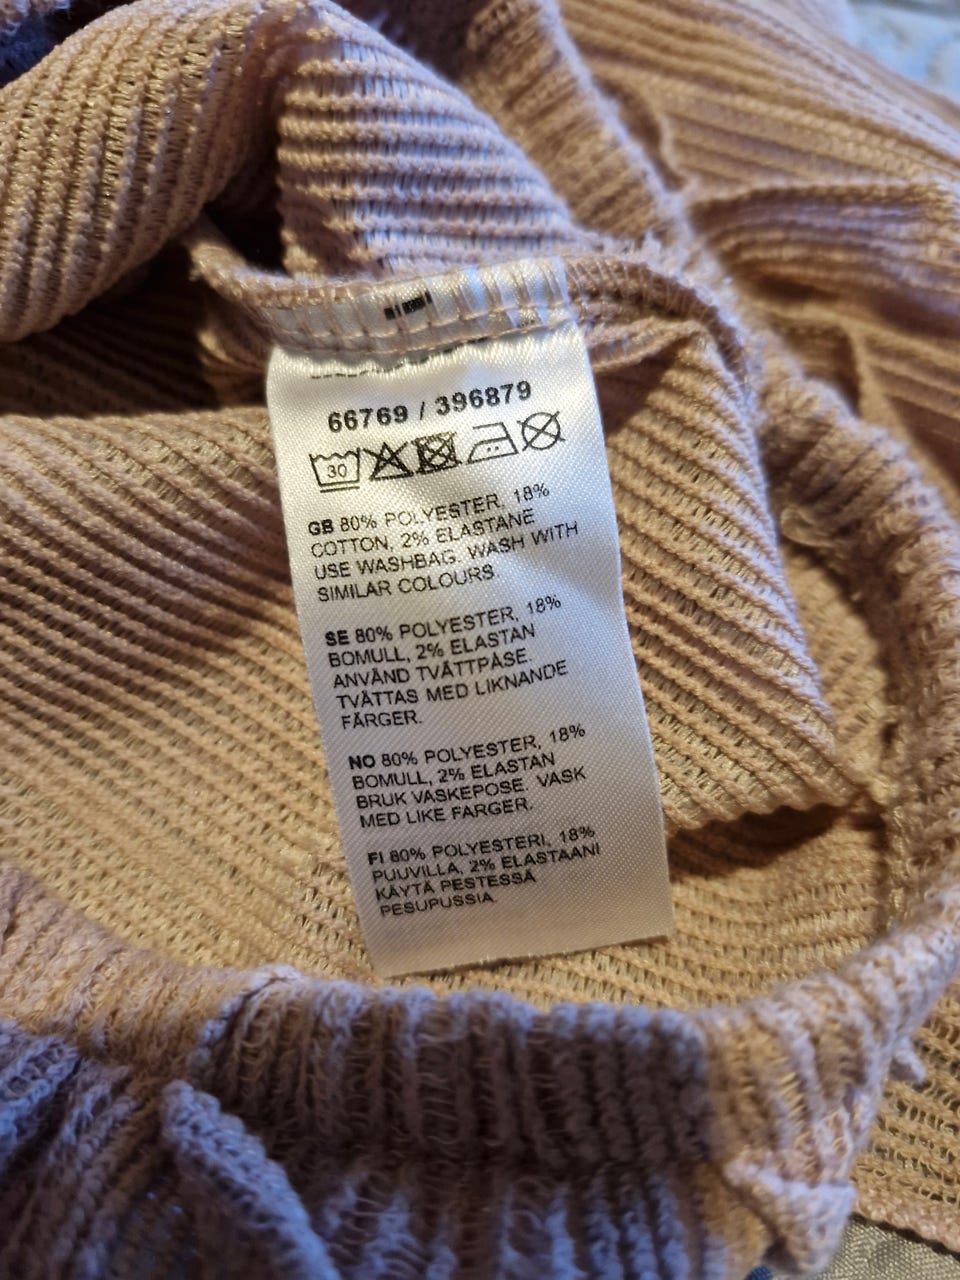 66769 / 396879
30
GB 80% POLYESTER, 18%
COTTON, 2% ELASTANE
USE WASHBAG. WASH WITH
SIMILAR COLOURS
SE 80% POLYESTER, 18%
BOMULL, 2% ELASTAN
ANVÄND TVÄTTPÅSE.
TVÄTTAS MED LIKNANDE
FÄRGER.
NO 80% POLYESTER, 18%
BOMULL, 2% ELASTAN
BRUK VASKEPOSE. VASK
MED LIKE FARGER.
FI 80% POLYESTERI, 18%
PUUVILLA, 2% ELASTAANI
KÄYTÄ PESTESSÄ
PESUPUSSIA.